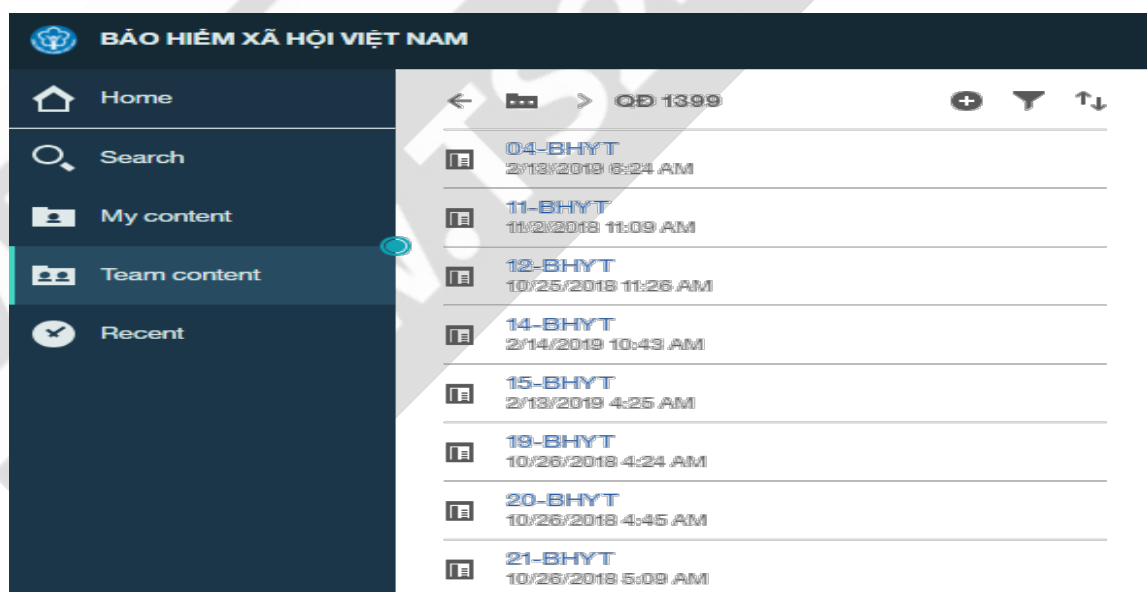 BẢO HIỂM XÃ HỘI VIỆT NAM
Home
Search
My content
Team content
Recent
> QĐ 1399
04-BHYT
2/13/2019 6:24 AM
11-BHYT
11/2/2018 11:09 AM
12-BHYT
10/25/2018 11:26 AM
14-BHYT
2/14/2019 10:43 AM
15-BHYT
2/13/2019 4:25 AM
19-BHYT
10/26/2018 4:24 AM
20-BHYT
10/26/2018 4:45 AM
21-BHYT
10/26/2018 5:09 AM